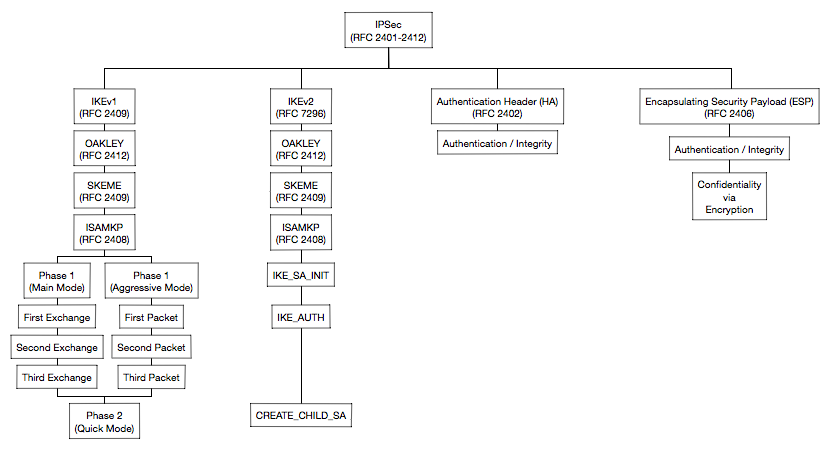 IPSec
(RFC 2401-2412)
IKEv1
(RFC 2409)
IKEv2
(RFC 7296)
Authentication Header (HA)
(RFC 2402)
Encapsulating Security Payload (ESP)
(RFC 2406)
OAKLEY
(RFC 2412)
OAKLEY
(RFC 2412)
Authentication / Integrity
Authentication / Integrity
SKEME
(RFC 2409)
SKEME
(RFC 2409)
Confidentiality
via
Encryption
ISAMKP
(RFC 2408)
ISAMKP
(RFC 2408)
Phase 1
(Main Mode)
Phase 1
(Aggressive Mode)
IKE_SA_INIT
First Exchange
First Packet
IKE_AUTH
Second Exchange
Second Packet
Third Exchange
Third Packet
Phase 2
(Quick Mode)
CREATE_CHILD_SA